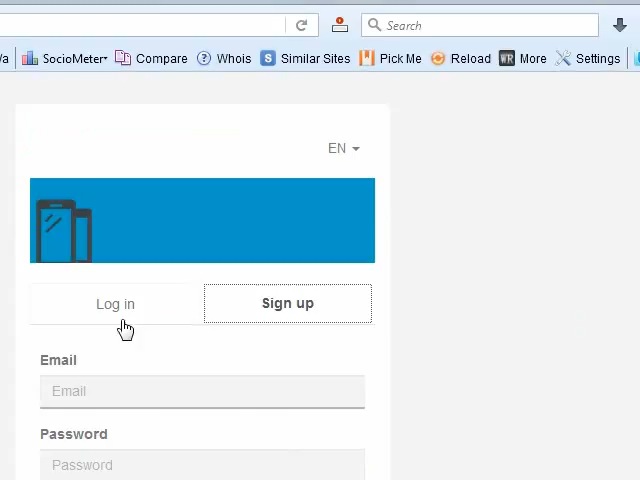 Search
SocioMeter Compare Whois Similar Sites Pick Me Reload WR More Settings
EN
Log in Sign up
Email
Email
Password
Password